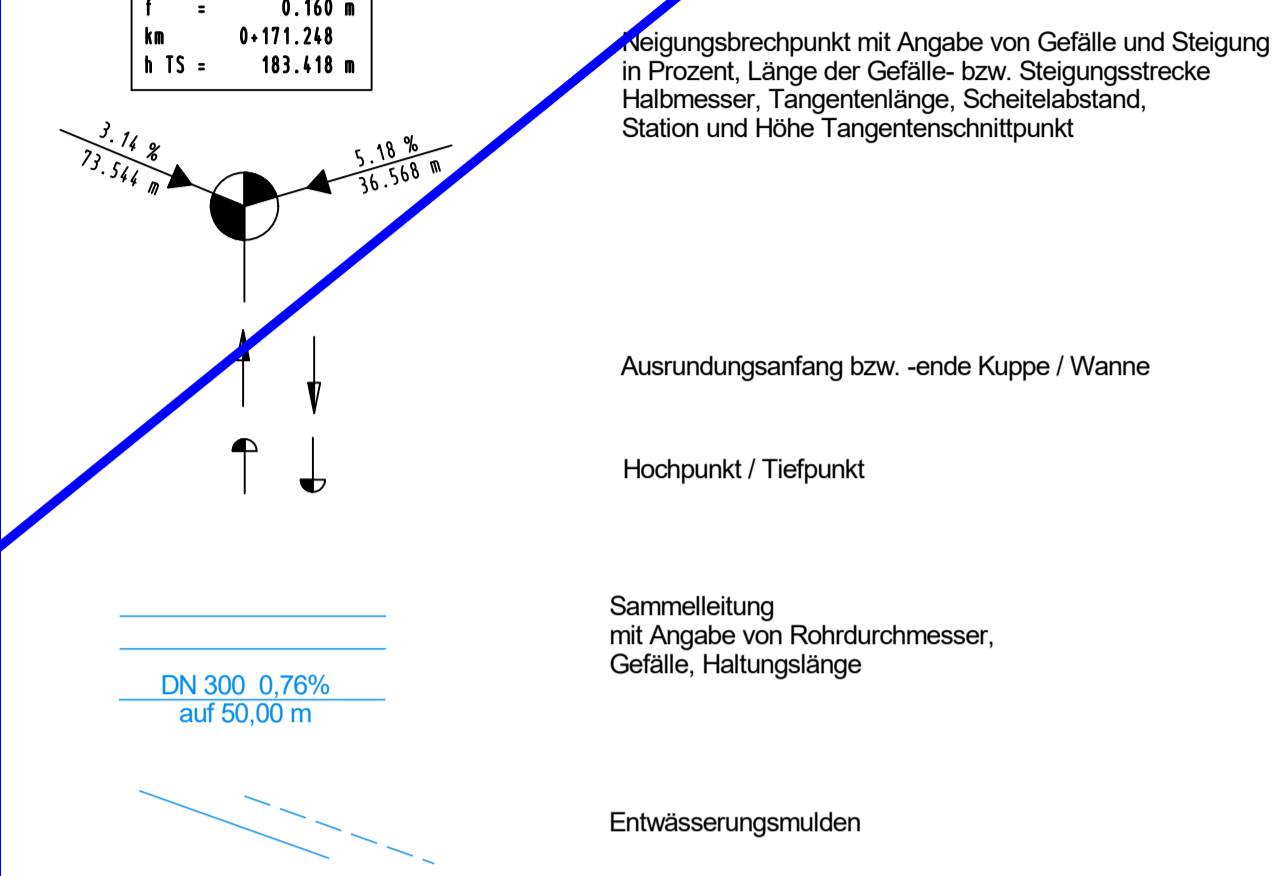 f = 0.160 m
km 0+171.248
h TS = 183.418 m
3.14 %
73.544 m
5.18 %
36.568 m
Neigungsbrechpunkt mit Angabe von Gefälle und Steigung
in Prozent, Länge der Gefälle- bzw. Steigungsstrecke
Halbmesser, Tangentenlänge, Scheitelabstand,
Station und Höhe Tangentenschnittpunkt
Ausrundungsanfang bzw. -ende Kuppe / Wanne
Hochpunkt / Tiefpunkt
Sammelleitung
mit Angabe von Rohrdurchmesser,
Gefälle, Haltungslänge
DN 300 0,76%
auf 50,00 m
Entwässerungsmulden